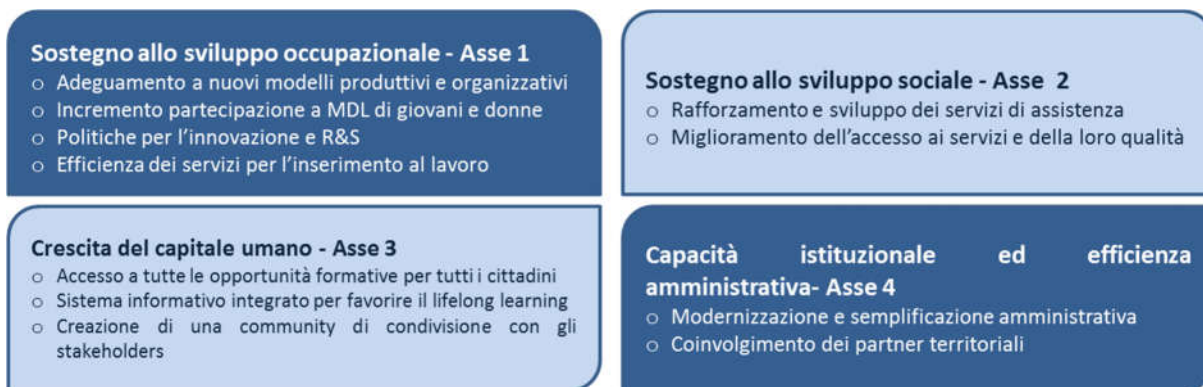 Sostegno allo sviluppo occupazionale - Asse 1
o Adeguamento a nuovi modelli produttivi e organizzativi
o Incremento partecipazione a MDL di giovani e donne
o Politiche per l’innovazione e R&S
o Efficienza dei servizi per l’inserimento al lavoro
Sostegno allo sviluppo sociale - Asse 2
o Rafforzamento e sviluppo dei servizi di assistenza
o Miglioramento dell’accesso ai servizi e della loro qualità
Crescita del capitale umano - Asse 3
o Accesso a tutte le opportunità formative per tutti i cittadini
o Sistema informativo integrato per favorire il lifelong learning
o Creazione di una community di condivisione con gli
stakeholders
Capacità istituzionale ed efficienza
amministrativa- Asse 4
o Modernizzazione e semplificazione amministrativa
o Coinvolgimento dei partner territoriali